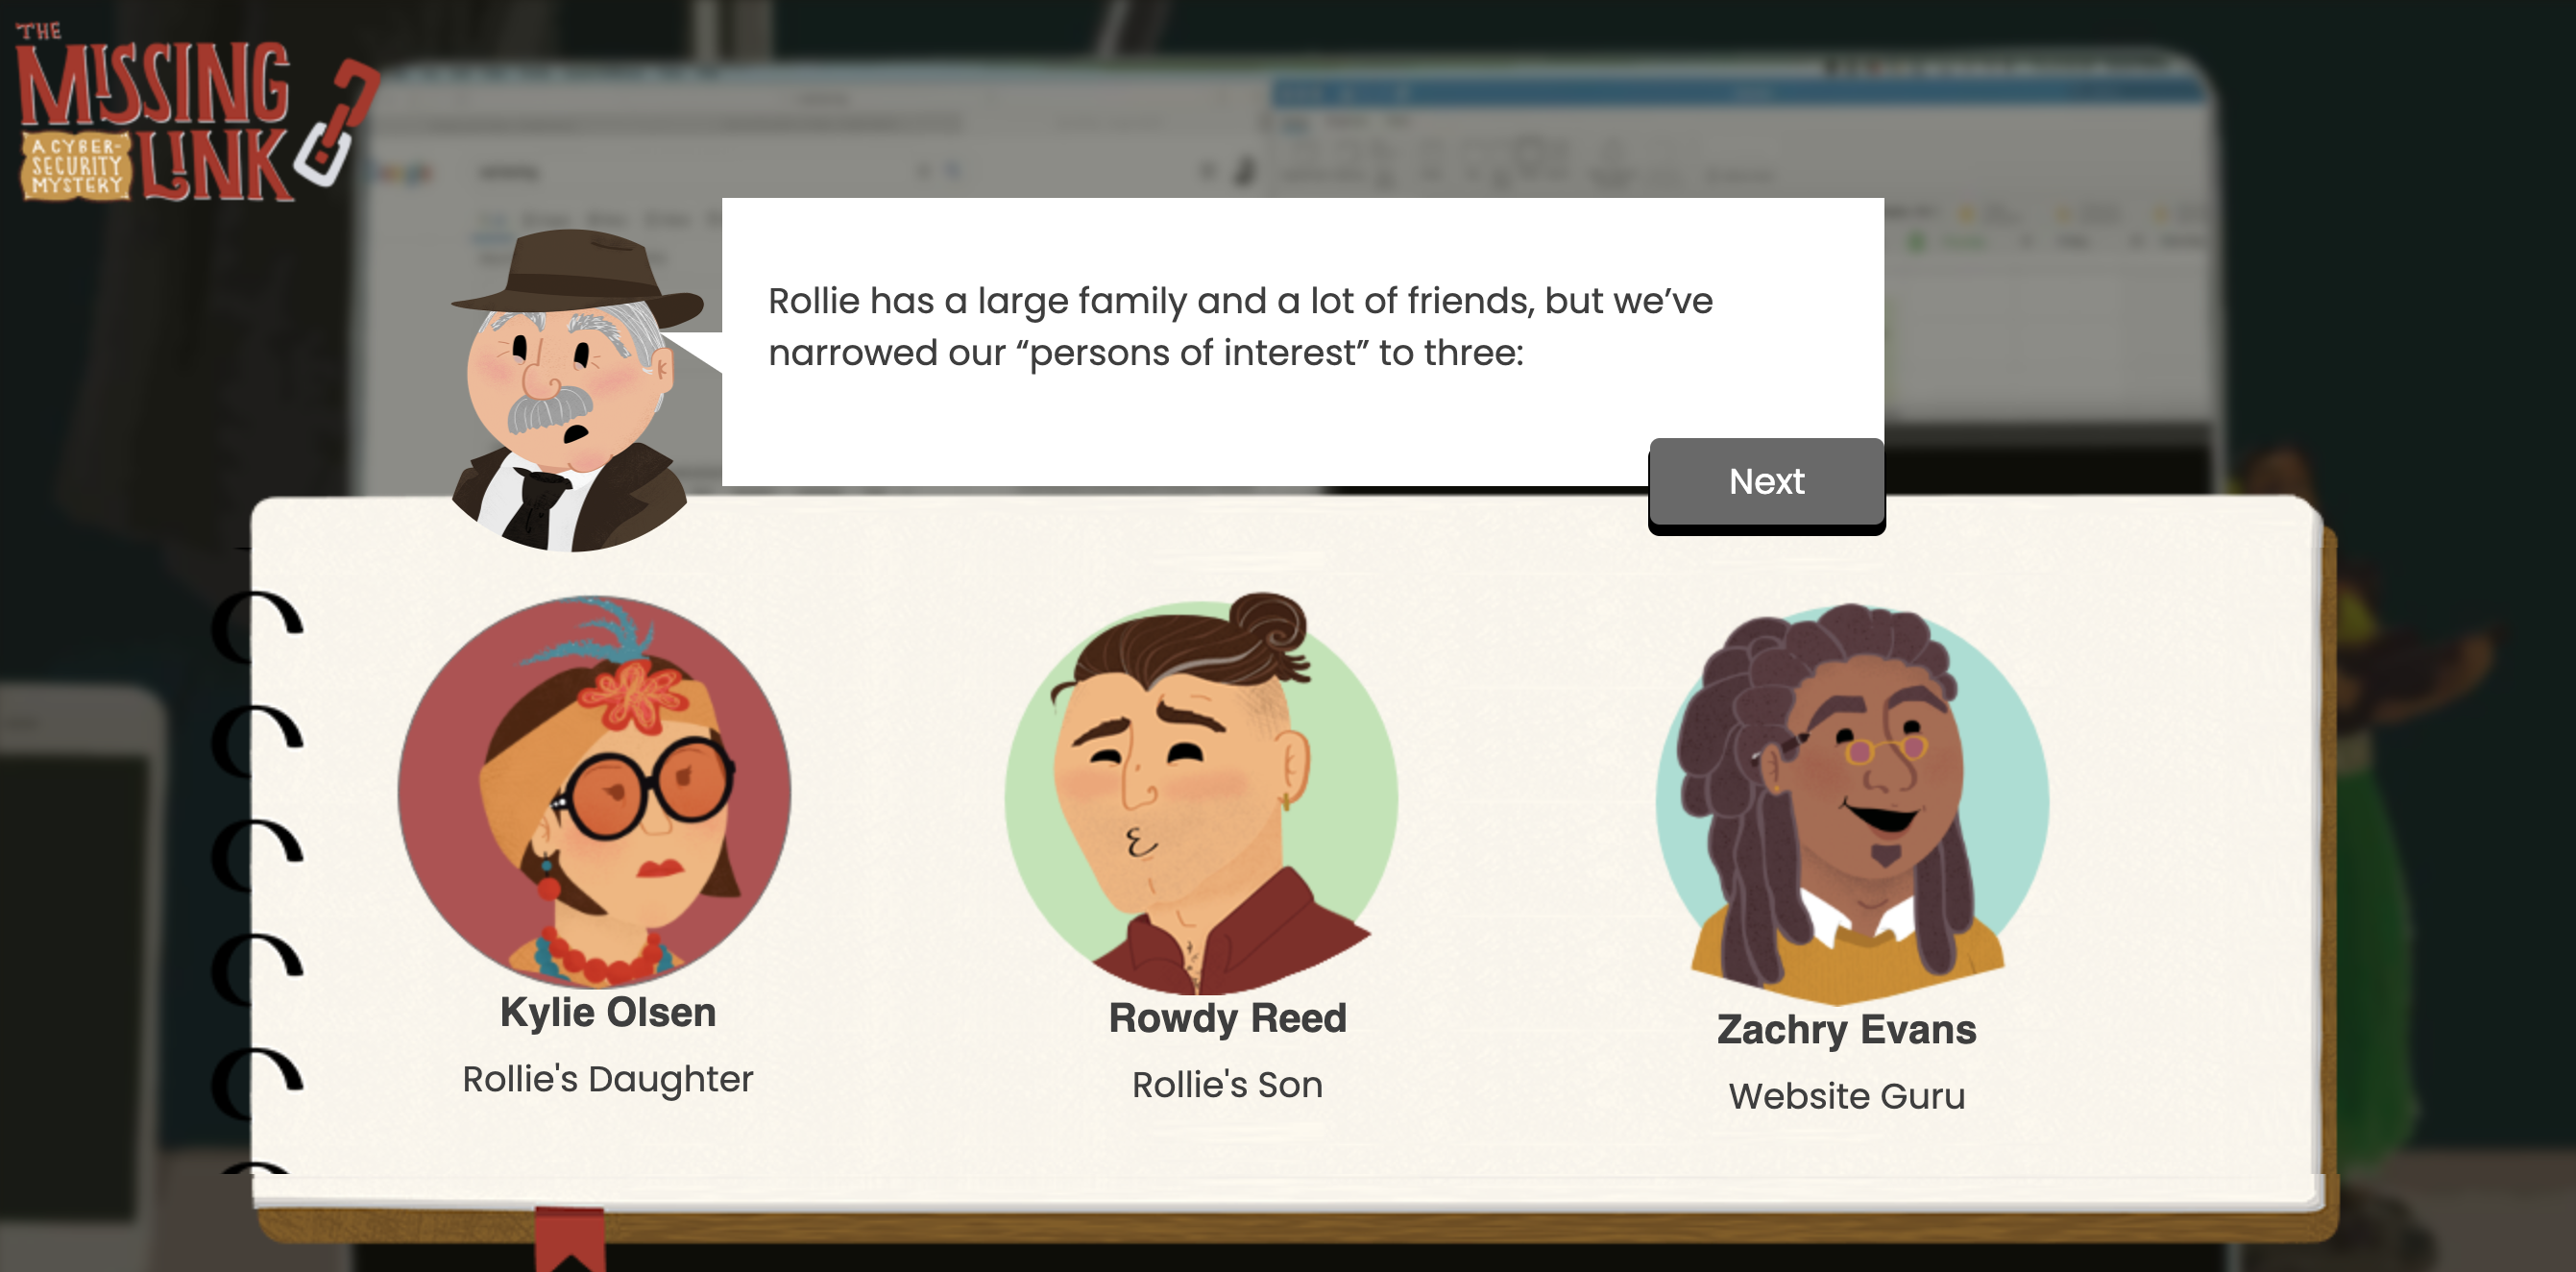 THE
MISSING
LINK
A CYBER-
SECURITY
MYSTERY
Rollie has a large family and a lot of friends, but we’ve
narrowed our “persons of interest” to three:
Next
Kylie Olsen
Rollie's Daughter
Rowdy Reed
Rollie's Son
Zachry Evans
Website Guru